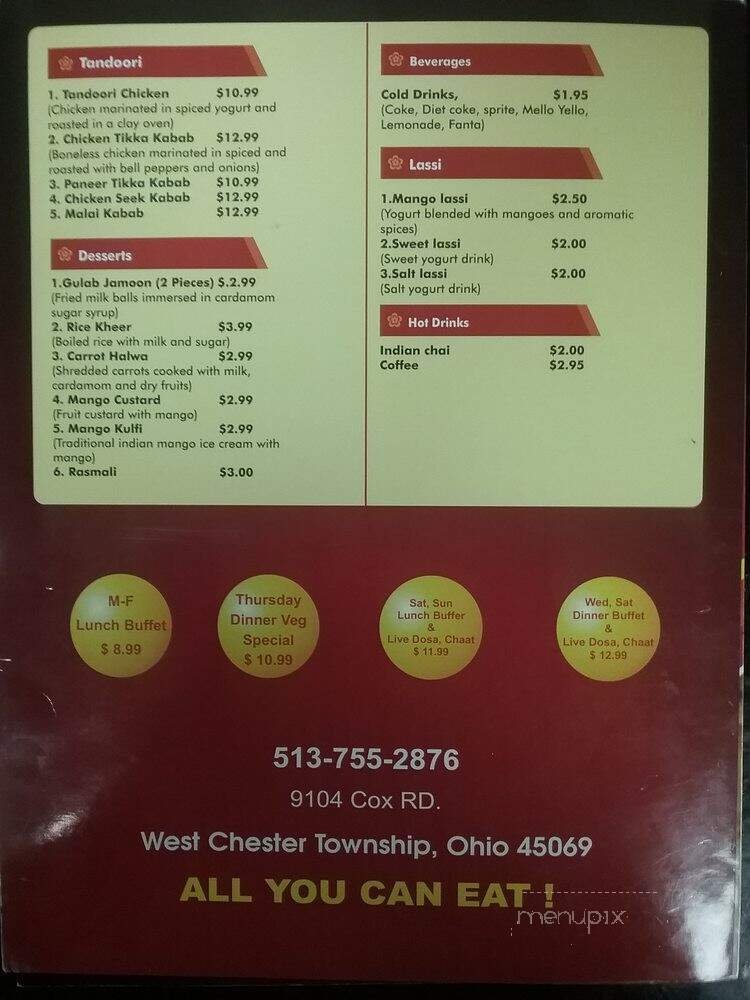 Tandoori
1. Tandoori Chicken $10.99
(Chicken marinated in spiced yogurt and
roasted in a clay oven)
2. Chicken Tikka Kabab $12.99
(Boneless chicken marinated in spiced and
roasted with bell peppers and onions)
3. Paneer Tikka Kabab $10.99
4. Chicken Seek Kabab $12.99
5. Malai Kabab $12.99
Desserts
1.Gulab Jamoon (2 Pieces) $.2.99
(Fried milk balls immersed in cardamom
sugar syrup)
2. Rice Kheer $3.99
(Boiled rice with milk and sugar)
3. Carrot Halwa $2.99
(Shredded carrots cooked with milk,
cardamom and dry fruits)
4. Mango Custard $2.99
(Fruit custard with mango)
5. Mango Kulfi $2.99
(Traditional indian mango ice cream with
mango)
6. Rasmali $3.00
Beverages
Cold Drinks, $1.95
(Coke, Diet coke, sprite, Mello Yello,
Lemonade, Fanta)
Lassi
1.Mango lassi $2.50
(Yogurt blended with mangoes and aromatic
spices)
2.Sweet lassi $2.00
(Sweet yogurt drink)
3.Salt lassi $2.00
(Salt yogurt drink)
Hot Drinks
Indian chai $2.00
Coffee $2.95
M-F
Lunch Buffet
$ 8.99
Thursday
Dinner Veg
Special
$ 10.99
Sat, Sun
Lunch Buffer
&
Live Dosa, Chaat
$ 11.99
Wed, Sat
Dinner Buffet
&
Live Dosa, Chaat
$ 12.99
513-755-2876
9104 Cox RD.
West Chester Township, Ohio 45069
ALL YOU CAN EAT !
menupix